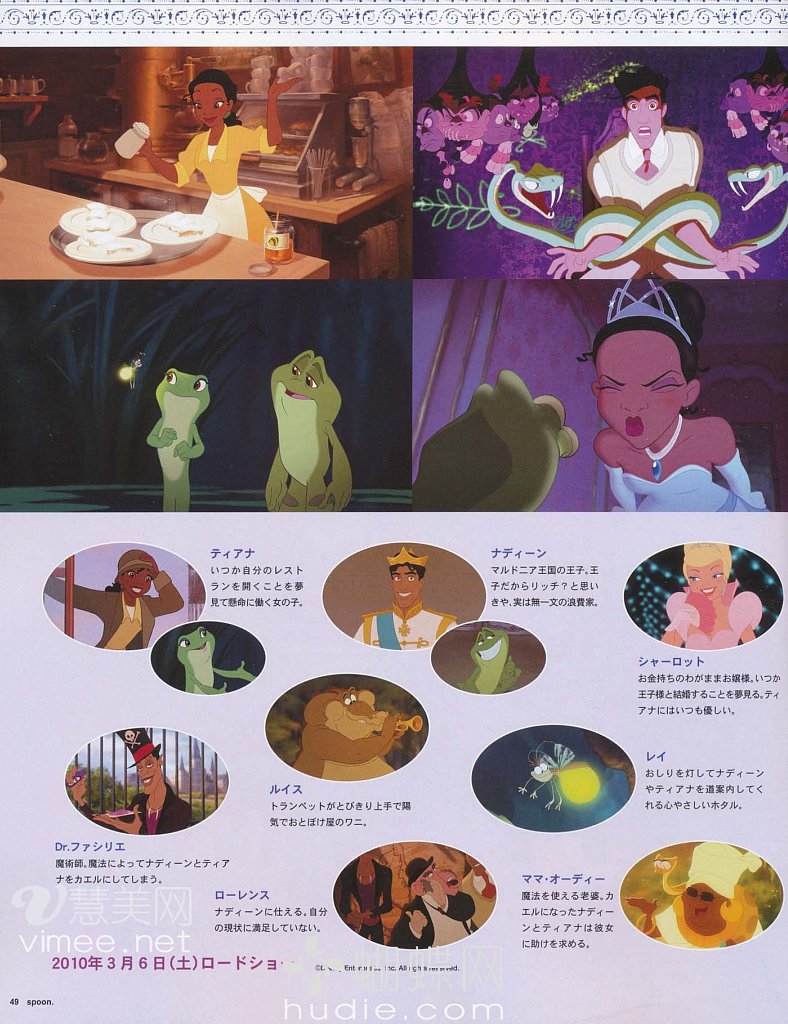 ティアナ
いつか自分のレスト
ランを開くことを夢
見て懸命に働く女の子。
ナディーン
マルドニア王国の王子。王
子だからリッチ?と思い
きや、実は無一文の浪費家。
シャーロット
お金持ちのわがままお嬢様。いつか
王子様と結婚することを夢見る。ティ
アナにはいつも優しい。
ルイス
トランペットがとびきり上手で陽
気でおとぼけ屋のワニ。
レイ
おしりを灯してナディーン
やティアナを道案内してく
れる心やさしいホタル。
Dr.ファシリエ
魔術師。魔法によってナディーンとティア
ナをカエルにしてしまう。
ローレンス
ナディーンに仕える。自分
の現状に満足していない。
ママ・オーディー
魔法を使える老婆。カ
エルになったナディー
ンとティアナは彼女
に助けを求める。
慧美网
vimee.net
2010年3月6日(土)ロードショー
©Disney Enterprises, Inc. All rights reserved.
蝴蝶网
hudie.com
49 spoon.